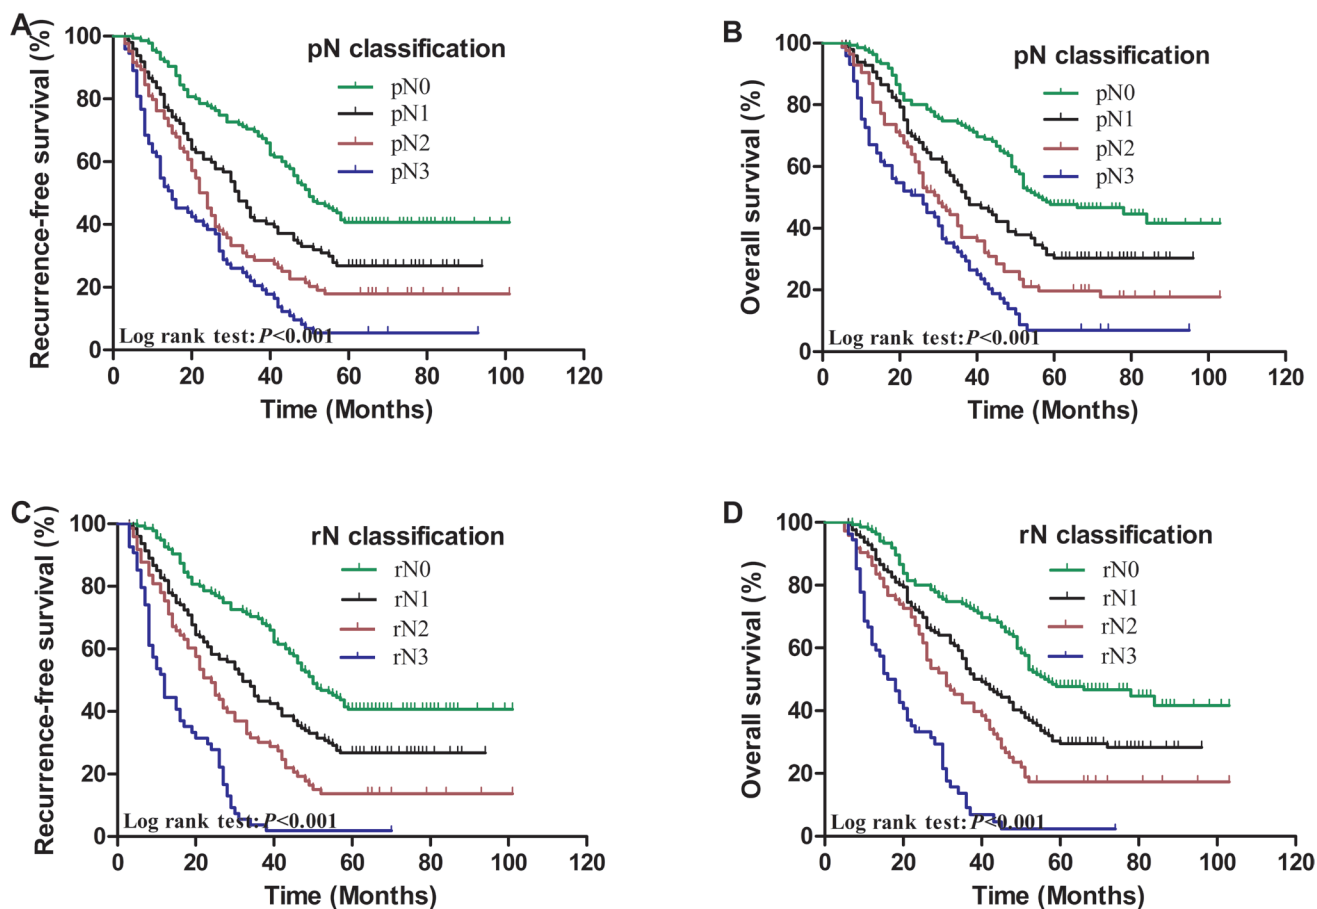 A
Recurrence-free survival (%)
100
80
60
40
20
0
pN classification
pN0
pN1
pN2
pN3
Log rank test: P<0.001
0 20 40 60 80 100 120
Time (Months)
B
Overall survival (%)
100
80
60
40
20
0
pN classification
pN0
pN1
pN2
pN3
Log rank test: P<0.001
0 20 40 60 80 100 120
Time (Months)
C
Recurrence-free survival (%)
100
80
60
40
20
0
rN classification
rN0
rN1
rN2
rN3
Log rank test: P<0.001
0 20 40 60 80 100 120
Time (Months)
D
Overall survival (%)
100
80
60
40
20
0
rN classification
rN0
rN1
rN2
rN3
Log rank test: P<0.001
0 20 40 60 80 100 120
Time (Months)